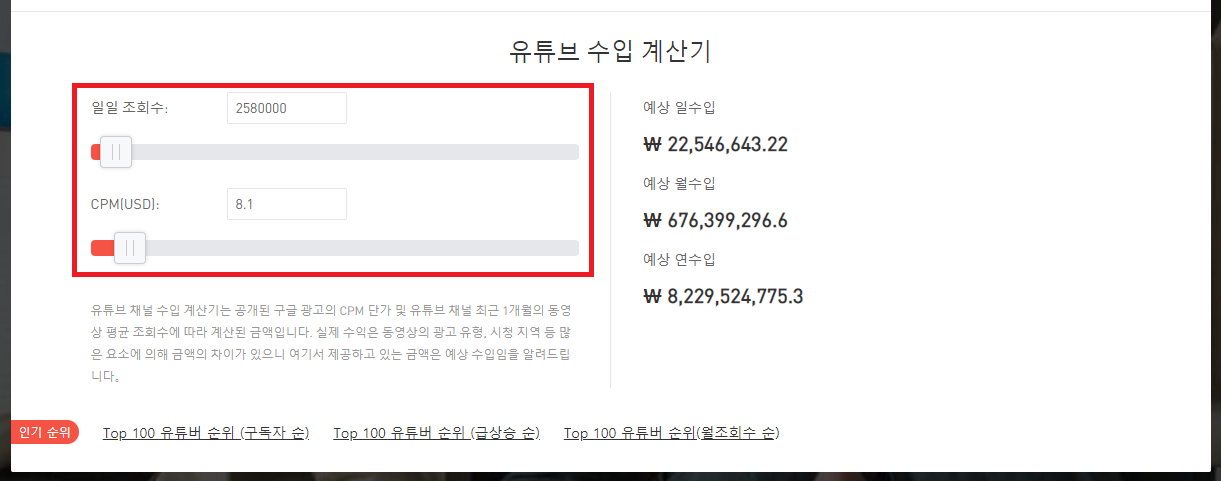 유튜브 수입 계산기
일일 조회수:
2580000
CPM(USD):
8.1
유튜브 채널 수입 계산기는 공개된 구글 광고의 CPM 단가 및 유튜브 채널 최근 1개월의 동영
상 평균 조회수에 따라 계산된 금액입니다. 실제 수익은 동영상의 광고 유형, 시청 지역 등 많
은 요소에 의해 금액의 차이가 있으니 여기서 제공하고 있는 금액은 예상 수입임을 알려드립
니다。
예상 일수입
₩ 22,546,643.22
예상 월수입
₩ 676,399,296.6
예상 연수입
₩ 8,229,524,775.3
인기 순위
Top 100 유튜버 순위 (구독자 순)
Top 100 유튜버 순위 (급상승 순)
Top 100 유튜버 순위(월조회수 순)